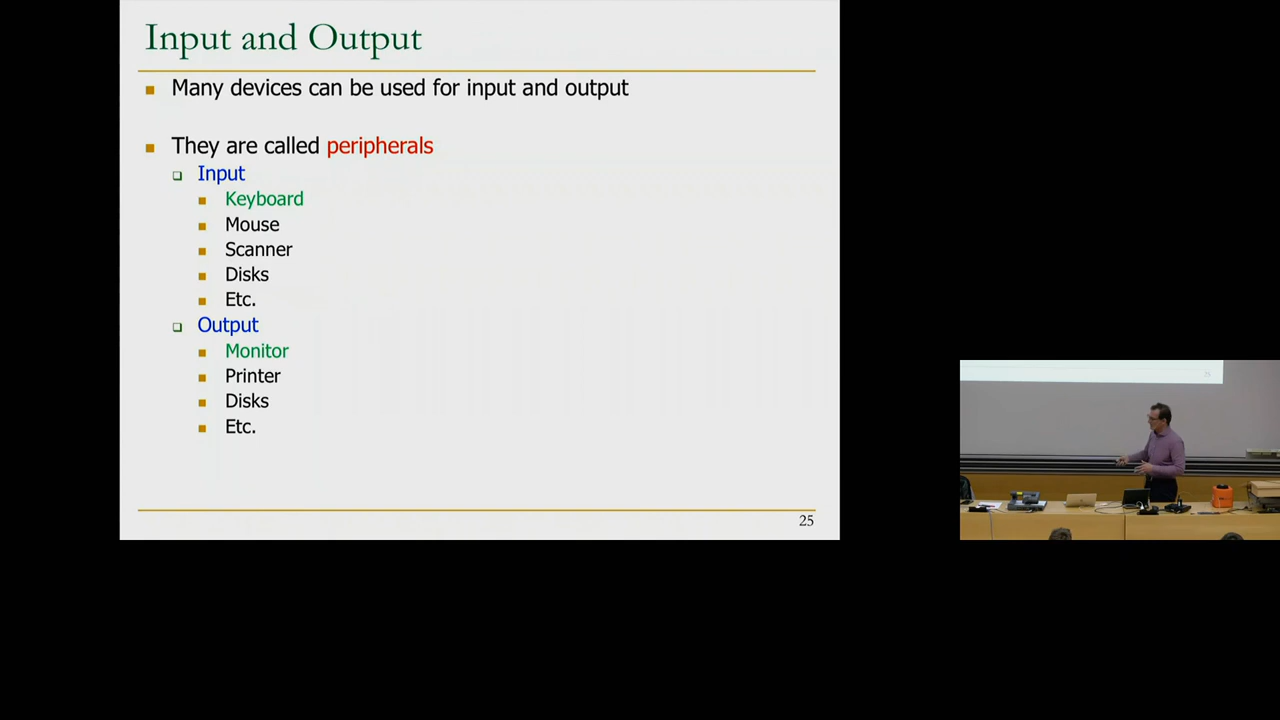 Input and Output
Many devices can be used for input and output
They are called peripherals
Input
Keyboard
Mouse
Scanner
Disks
Etc.
Output
Monitor
Printer
Disks
Etc.
25
25